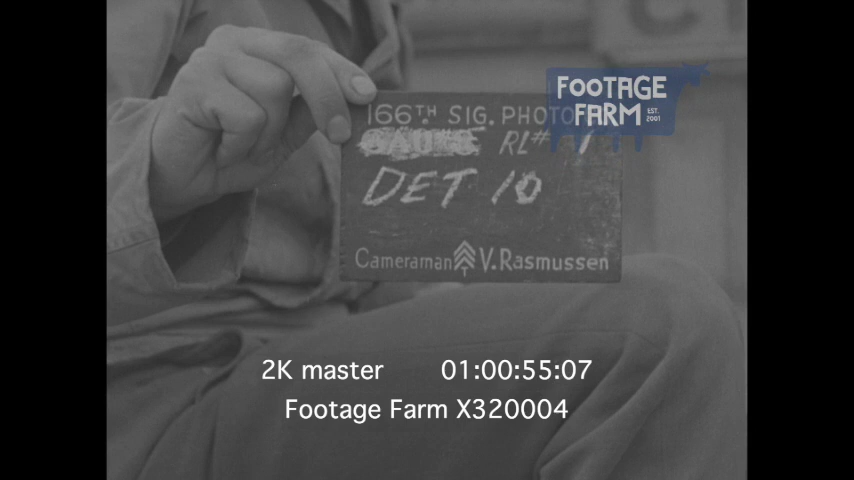 166TH SIG. PHOTO
RL# 1
DET 10
Cameraman V.Rasmussen
FOOTAGE
FARM
EST.
2001
2K master 01:00:55:07
Footage Farm X320004